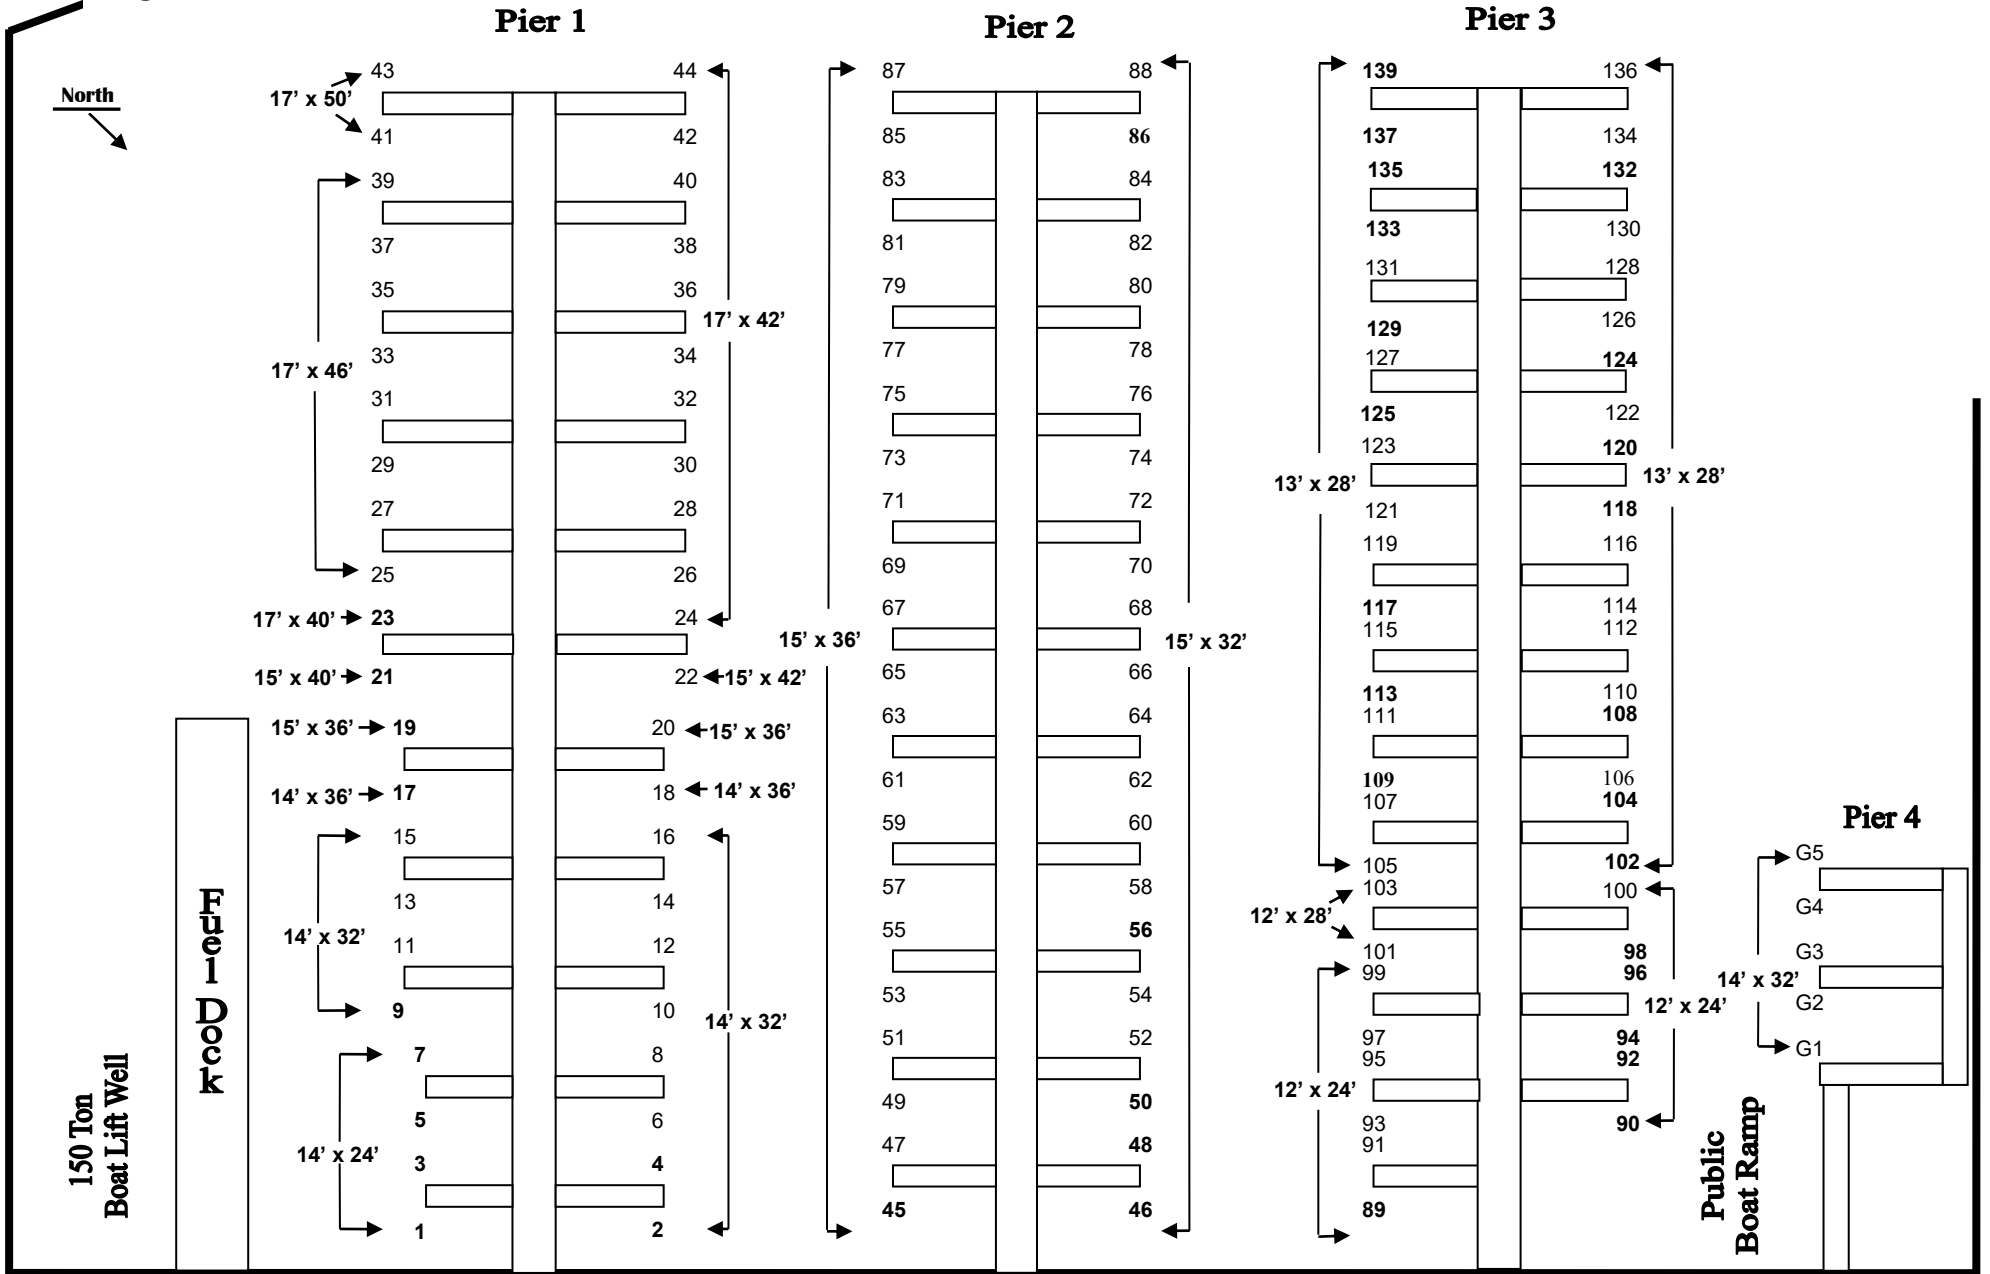 Pier 1
Pier 2
Pier 3
North
43 44
17’ x 50’
41 42
39 40
37 38
35 36
17’ x 42’
33 34
17’ x 46’
31 32
29 30
27 28
25 26
17’ x 40’ 23 24
15’ x 40’ 21 22 15’ x 42’
15’ x 36’ 19 20 15’ x 36’
14’ x 36’ 17 18 14’ x 36’
15 16
13 14
14’ x 32’
11 12
9 10
14’ x 32’
7 8
5 6
14’ x 24’
3 4
1 2
Fuel Dock
150 Ton
Boat Lift Well
87 88
85 86
83 84
81 82
79 80
77 78
75 76
73 74
71 72
69 70
67 68
15’ x 36’ 15’ x 32’
65 66
63 64
61 62
59 60
57 58
55 56
53 54
51 52
49 50
47 48
45 46
139 136
137 134
135 132
133 130
131 128
129 126
127 124
125 122
123 120
13’ x 28’ 13’ x 28’
121 118
119 116
117 114
115 112
113 110
111 108
109 106
107 104
105 102
103 100
12’ x 28’
101 98
99 96
12’ x 24’
97 94
95 92
12’ x 24’
93 90
91
89
Pier 4
G5
G4
G3
14’ x 32’
G2
G1
Public
Boat Ramp